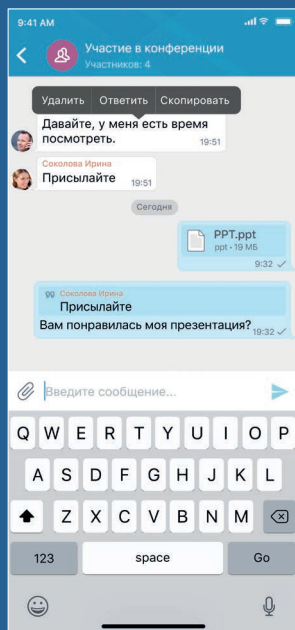 9:41 AM
Участие в конференции
Участников: 4
Удалить Ответить Скопировать
Давайте, у меня есть время
посмотреть.
19:51
Соколова Ирина
Присылайте
19:51
Сегодня
PPT.ppt
ppt • 19 МБ
9:32
Соколова Ирина
Присылайте
Вам понравилась моя презентация?
19:32
Введите сообщение...
Q W E R T Y U I O P
A S D F G H J K L
Z X C V B N M
123 space Go